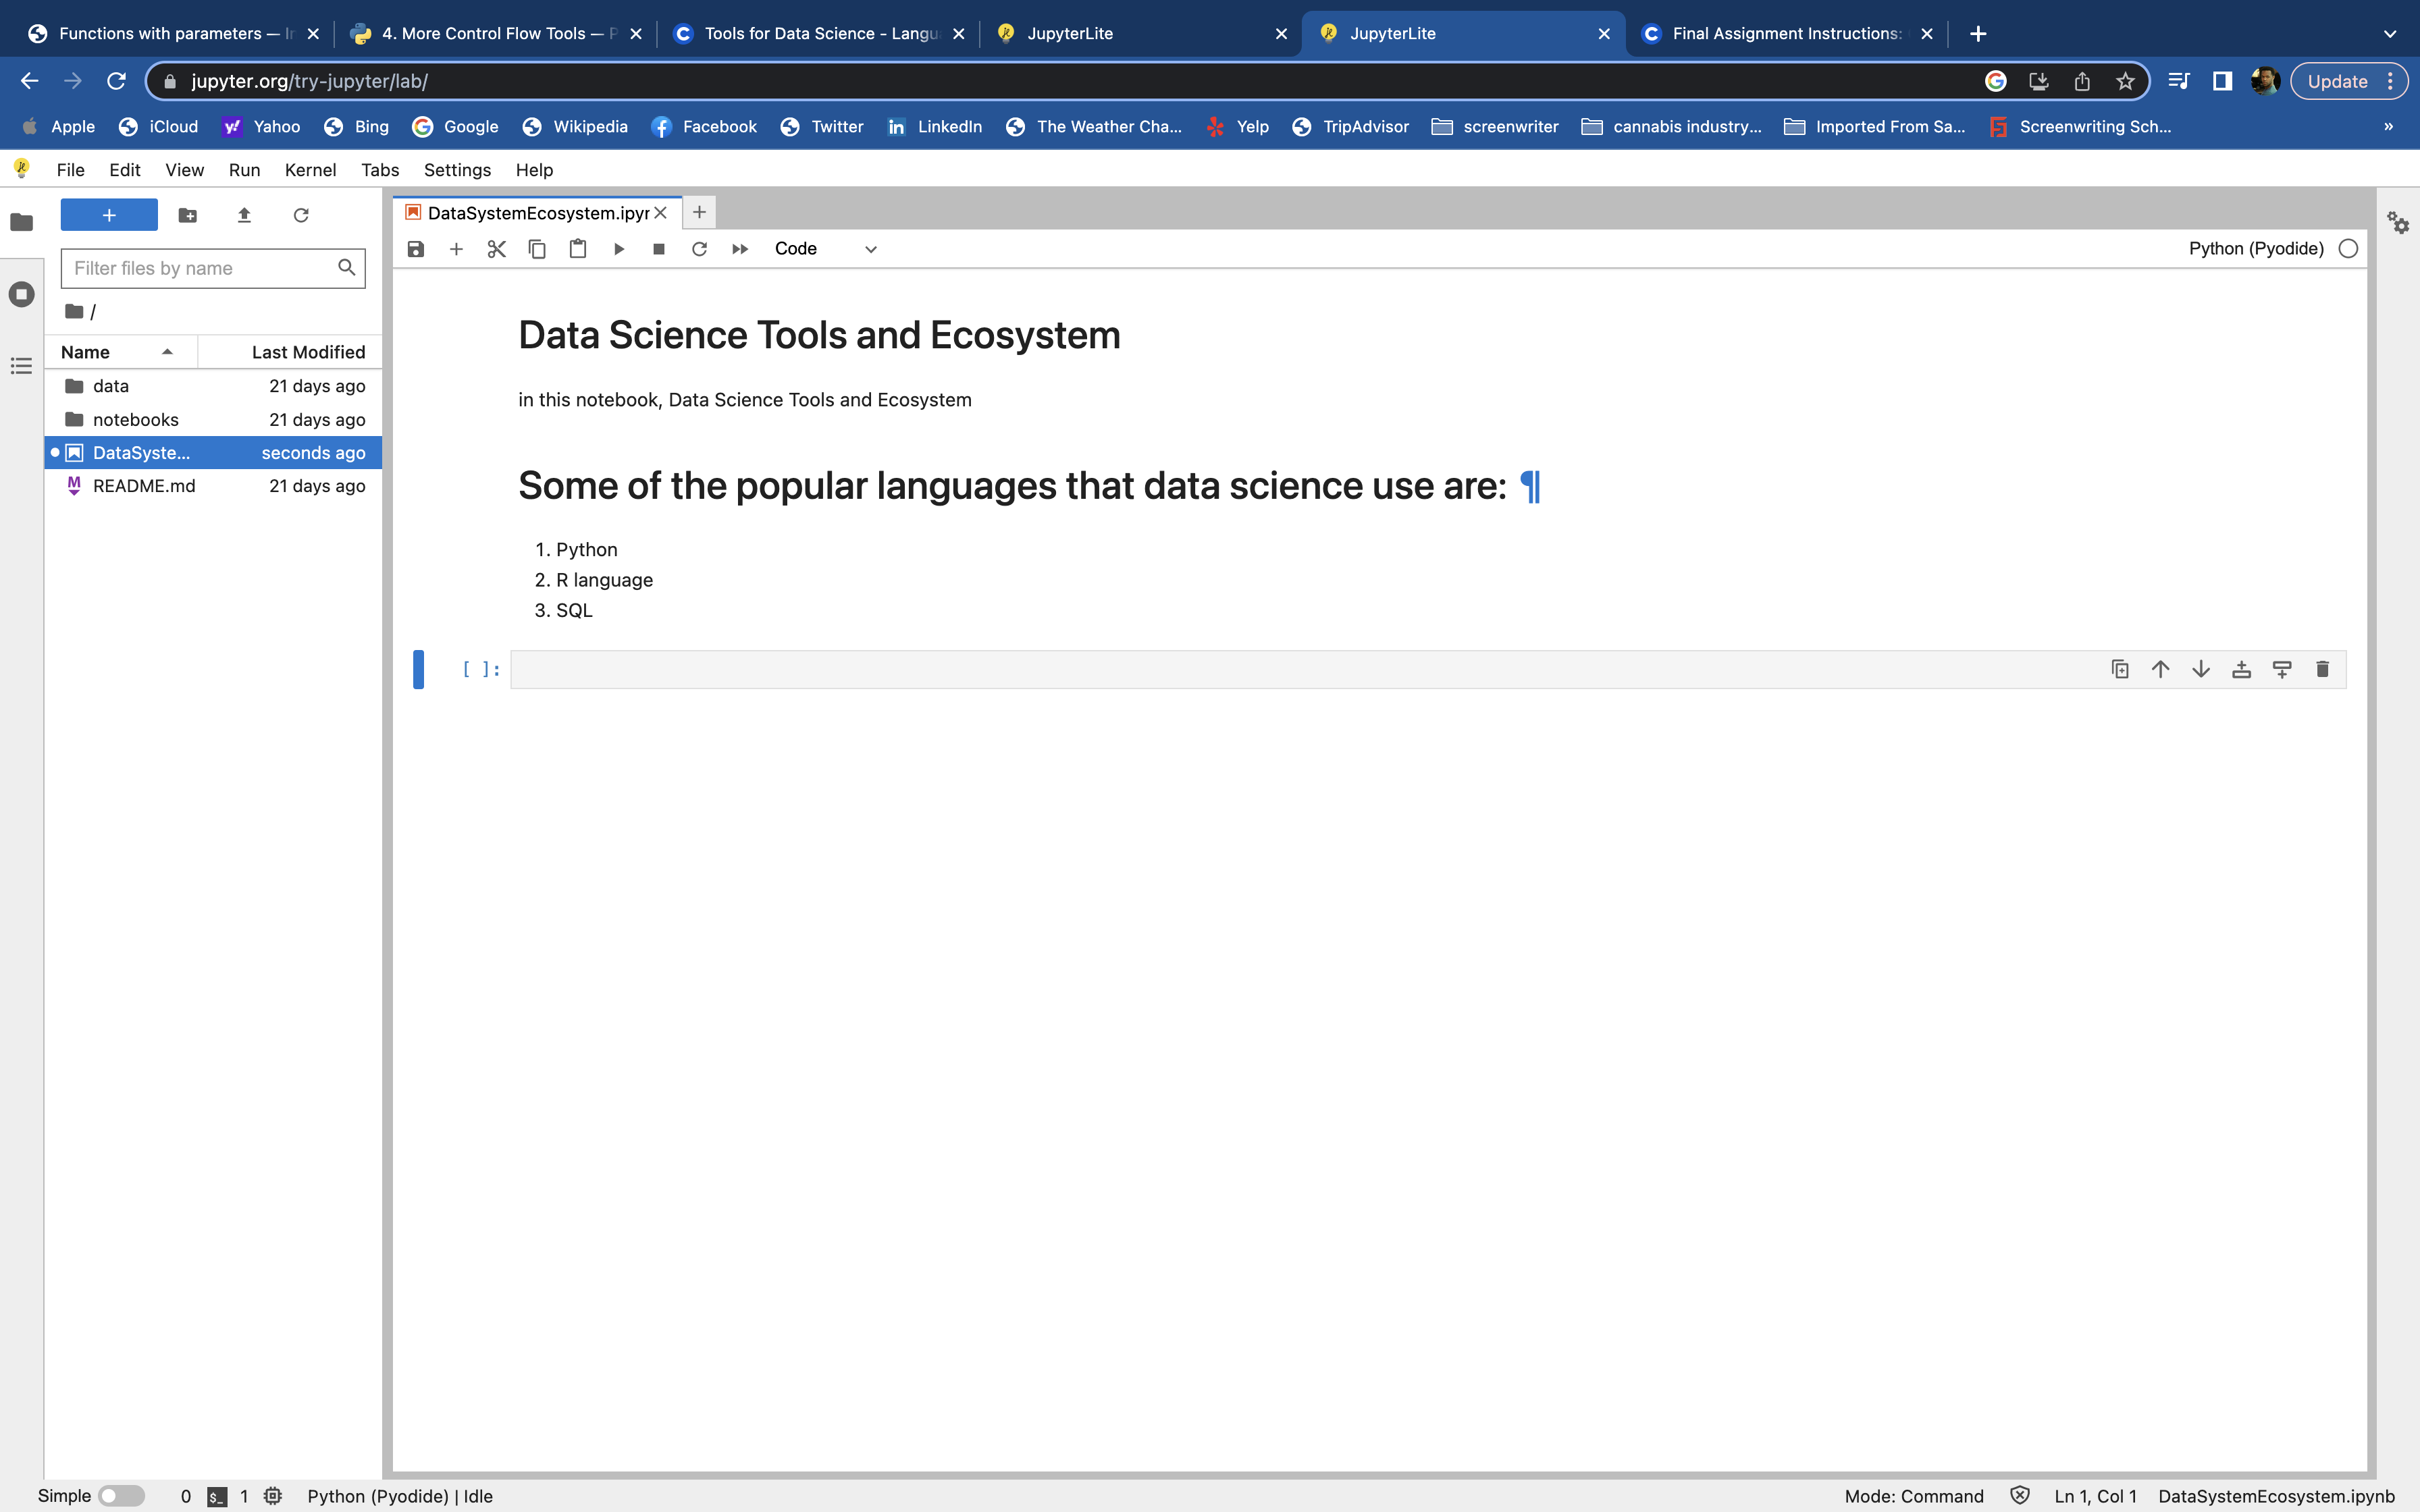 Functions with parameters — Ir
4. More Control Flow Tools — P
Tools for Data Science - Langu
JupyterLite
JupyterLite
Final Assignment Instructions:
jupyter.org/try-jupyter/lab/
Update
Apple
iCloud
Yahoo
Bing
Google
Wikipedia
Facebook
Twitter
LinkedIn
The Weather Cha...
Yelp
TripAdvisor
screenwriter
cannabis industry...
Imported From Sa...
Screenwriting Sch...
»
File Edit View Run Kernel Tabs Settings Help
DataSystemEcosystem.ipyr
Filter files by name
/
Code
Python (Pyodide)
Name Last Modified
data 21 days ago
notebooks 21 days ago
DataSyste... seconds ago
README.md 21 days ago
Data Science Tools and Ecosystem
in this notebook, Data Science Tools and Ecosystem
Some of the popular languages that data science use are: ¶
1. Python
2. R language
3. SQL
[ ]:
Simple 0 1 Python (Pyodide) | Idle
Mode: Command Ln 1, Col 1 DataSystemEcosystem.ipynb